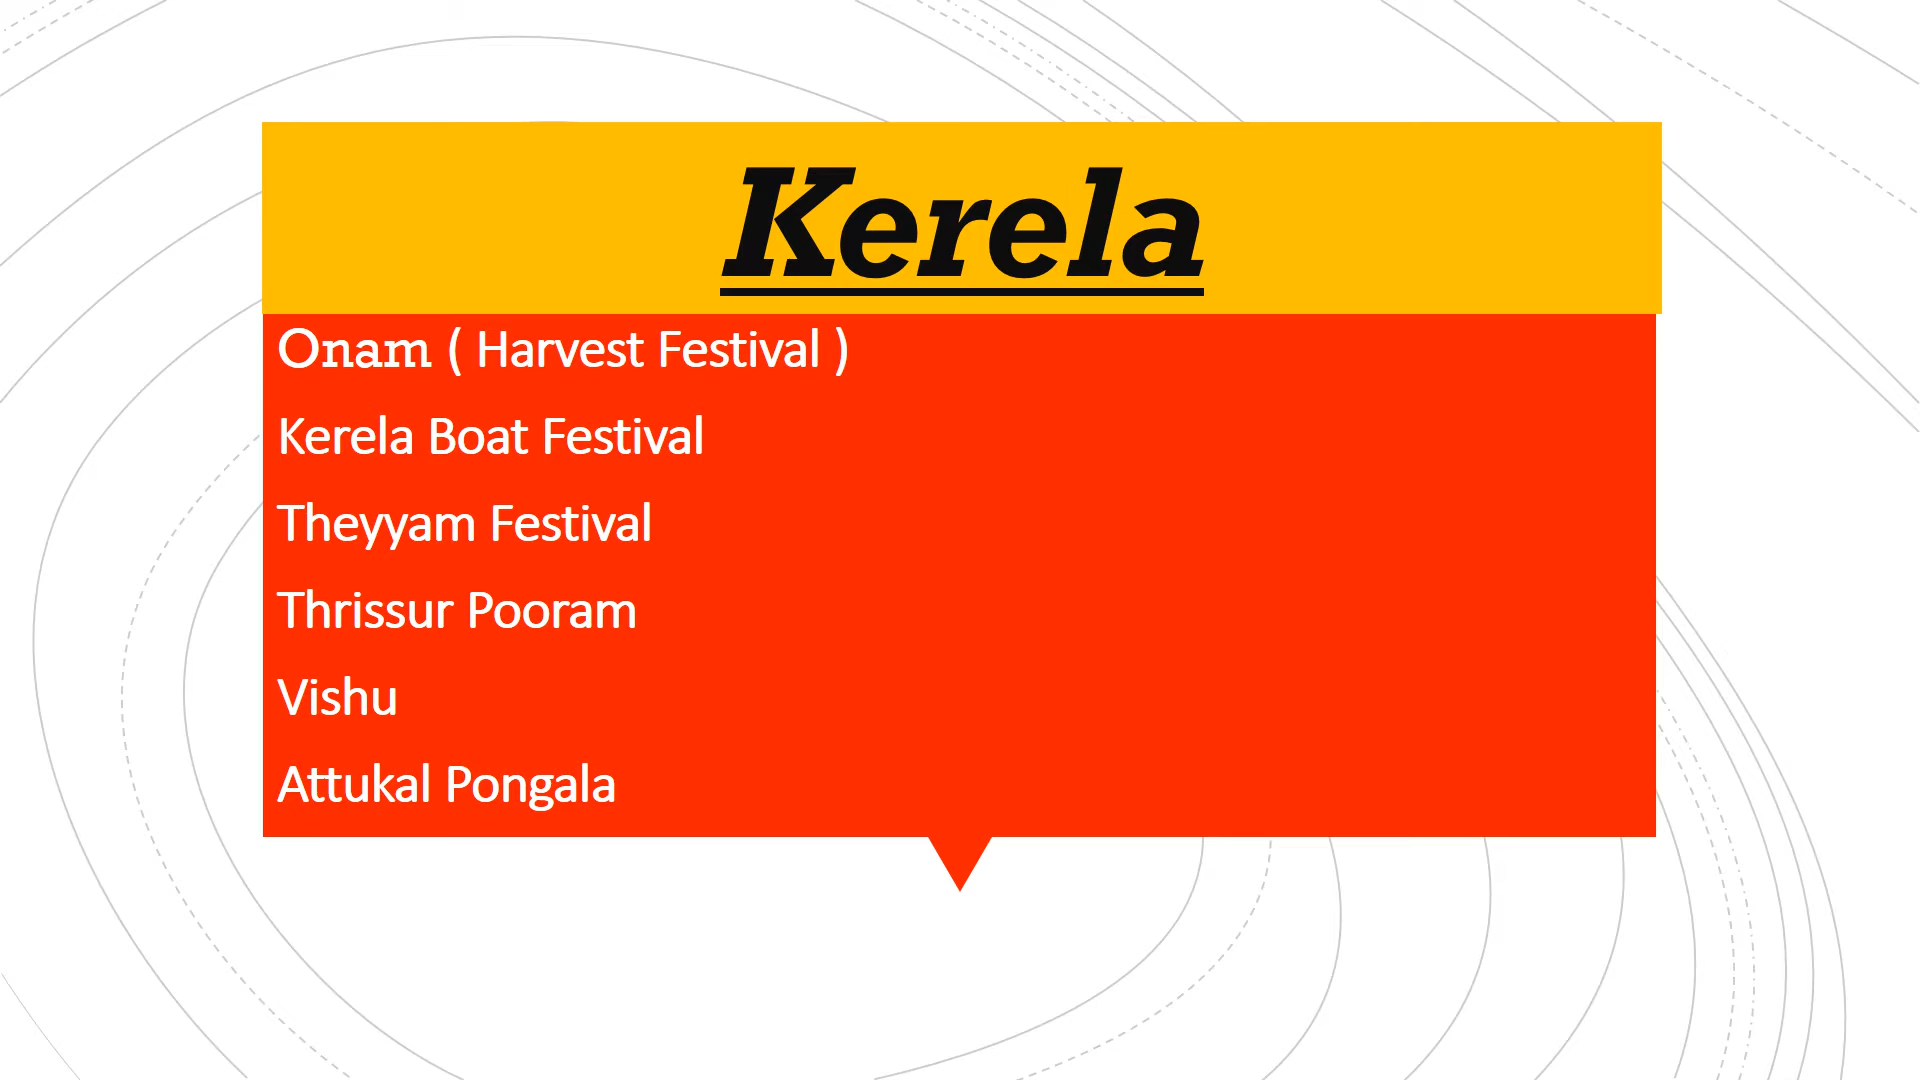 Kerela
Onam ( Harvest Festival )
Kerela Boat Festival
Theyyam Festival
Thrissur Pooram
Vishu
Attukal Pongala